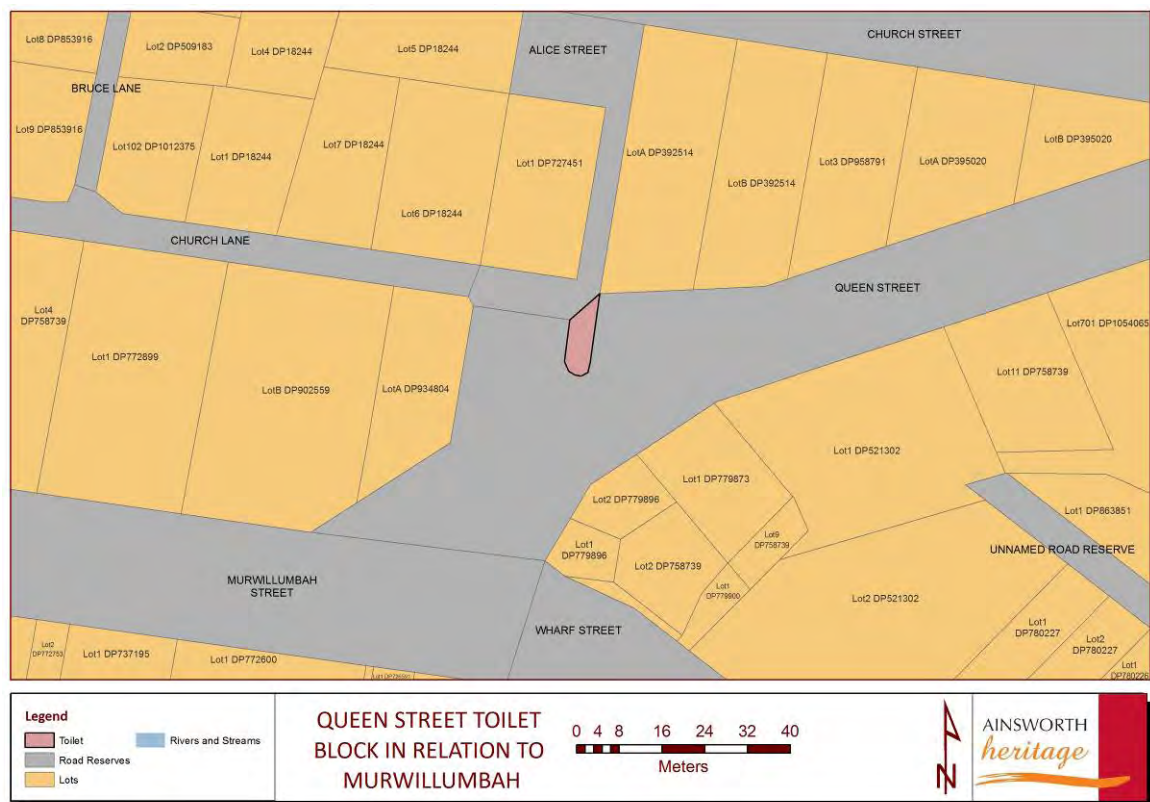 CHURCH STREET
ALICE STREET
Lot8 DP853916
Lot2 DP509183
Lot4 DP18244
Lot5 DP18244
BRUCE LANE
Lot9 DP853916
Lot102 DP1012375
Lot1 DP18244
Lot7 DP18244
Lot6 DP18244
Lot1 DP727451
LotA DP392514
LotB DP392514
Lot3 DP958791
LotA DP395020
LotB DP395020
CHURCH LANE
QUEEN STREET
Lot4
DP758739
Lot1 DP772899
LotB DP902559
LotA DP934804
Lot701 DP1054065
Lot11 DP758739
Lot1 DP521302
Lot1 DP779873
Lot2 DP779896
Lot1
DP779896
Lot9
DP758739
Lot2 DP758739
Lot1
DP779900
Lot1 DP863851
UNNAMED ROAD RESERVE
Lot2 DP521302
MURWILLUMBAH
STREET
WHARF STREET
Lot1
DP780227
Lot2
DP780227
Lot1
DP780226
Lot2
DP772753
Lot1 DP737195
Lot1 DP772600
Legend
Toilet
Rivers and Streams
Road Reserves
Lots
QUEEN STREET TOILET
BLOCK IN RELATION TO
MURWILLUMBAH
0 4 8 16 24 32 40
Meters
N
AINSWORTH
heritage